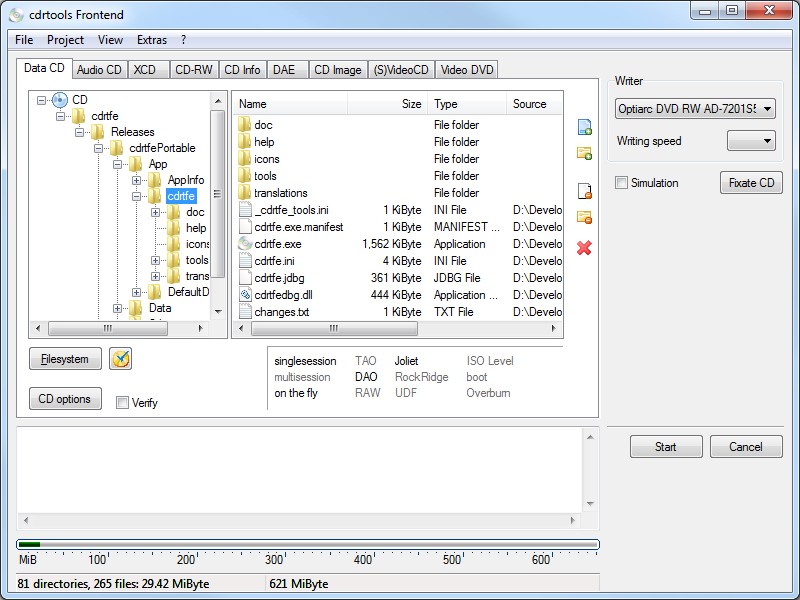 cdrtools Frontend
File Project View Extras ?
Data CD Audio CD XCD CD-RW CD Info DAE CD Image (S)VideoCD Video DVD
CD
cdrtfe
Releases
cdrtfePortable
App
AppInfo
cdrtfe
doc
help
icons
tools
trans
DefaultD
Data
Name Size Type Source
doc File folder
help File folder
icons File folder
tools File folder
translations File folder
_cdrtfe_tools.ini 1 KiByte INI File D:\Develo
cdrtfe.exe.manifest 1 KiByte MANIFEST ... D:\Develo
cdrtfe.exe 1,562 KiByte Application D:\Develo
cdrtfe.ini 4 KiByte INI File D:\Develo
cdrtfe.jdbg 361 KiByte JDBG File D:\Develo
cdrtfedbg.dll 444 KiByte Application ... D:\Develo
changes.txt 1 KiByte TXT File D:\Develo
Filesystem
CD options
Verify
singlesession TAO Joliet ISO Level
multisession DAO RockRidge boot
on the fly RAW UDF Overburn
Writer
Optiarc DVD RW AD-7201S5
Writing speed
Simulation
Fixate CD
Start Cancel
MiB 100 200 300 400 500 600
81 directories, 265 files: 29.42 MiByte 621 MiByte